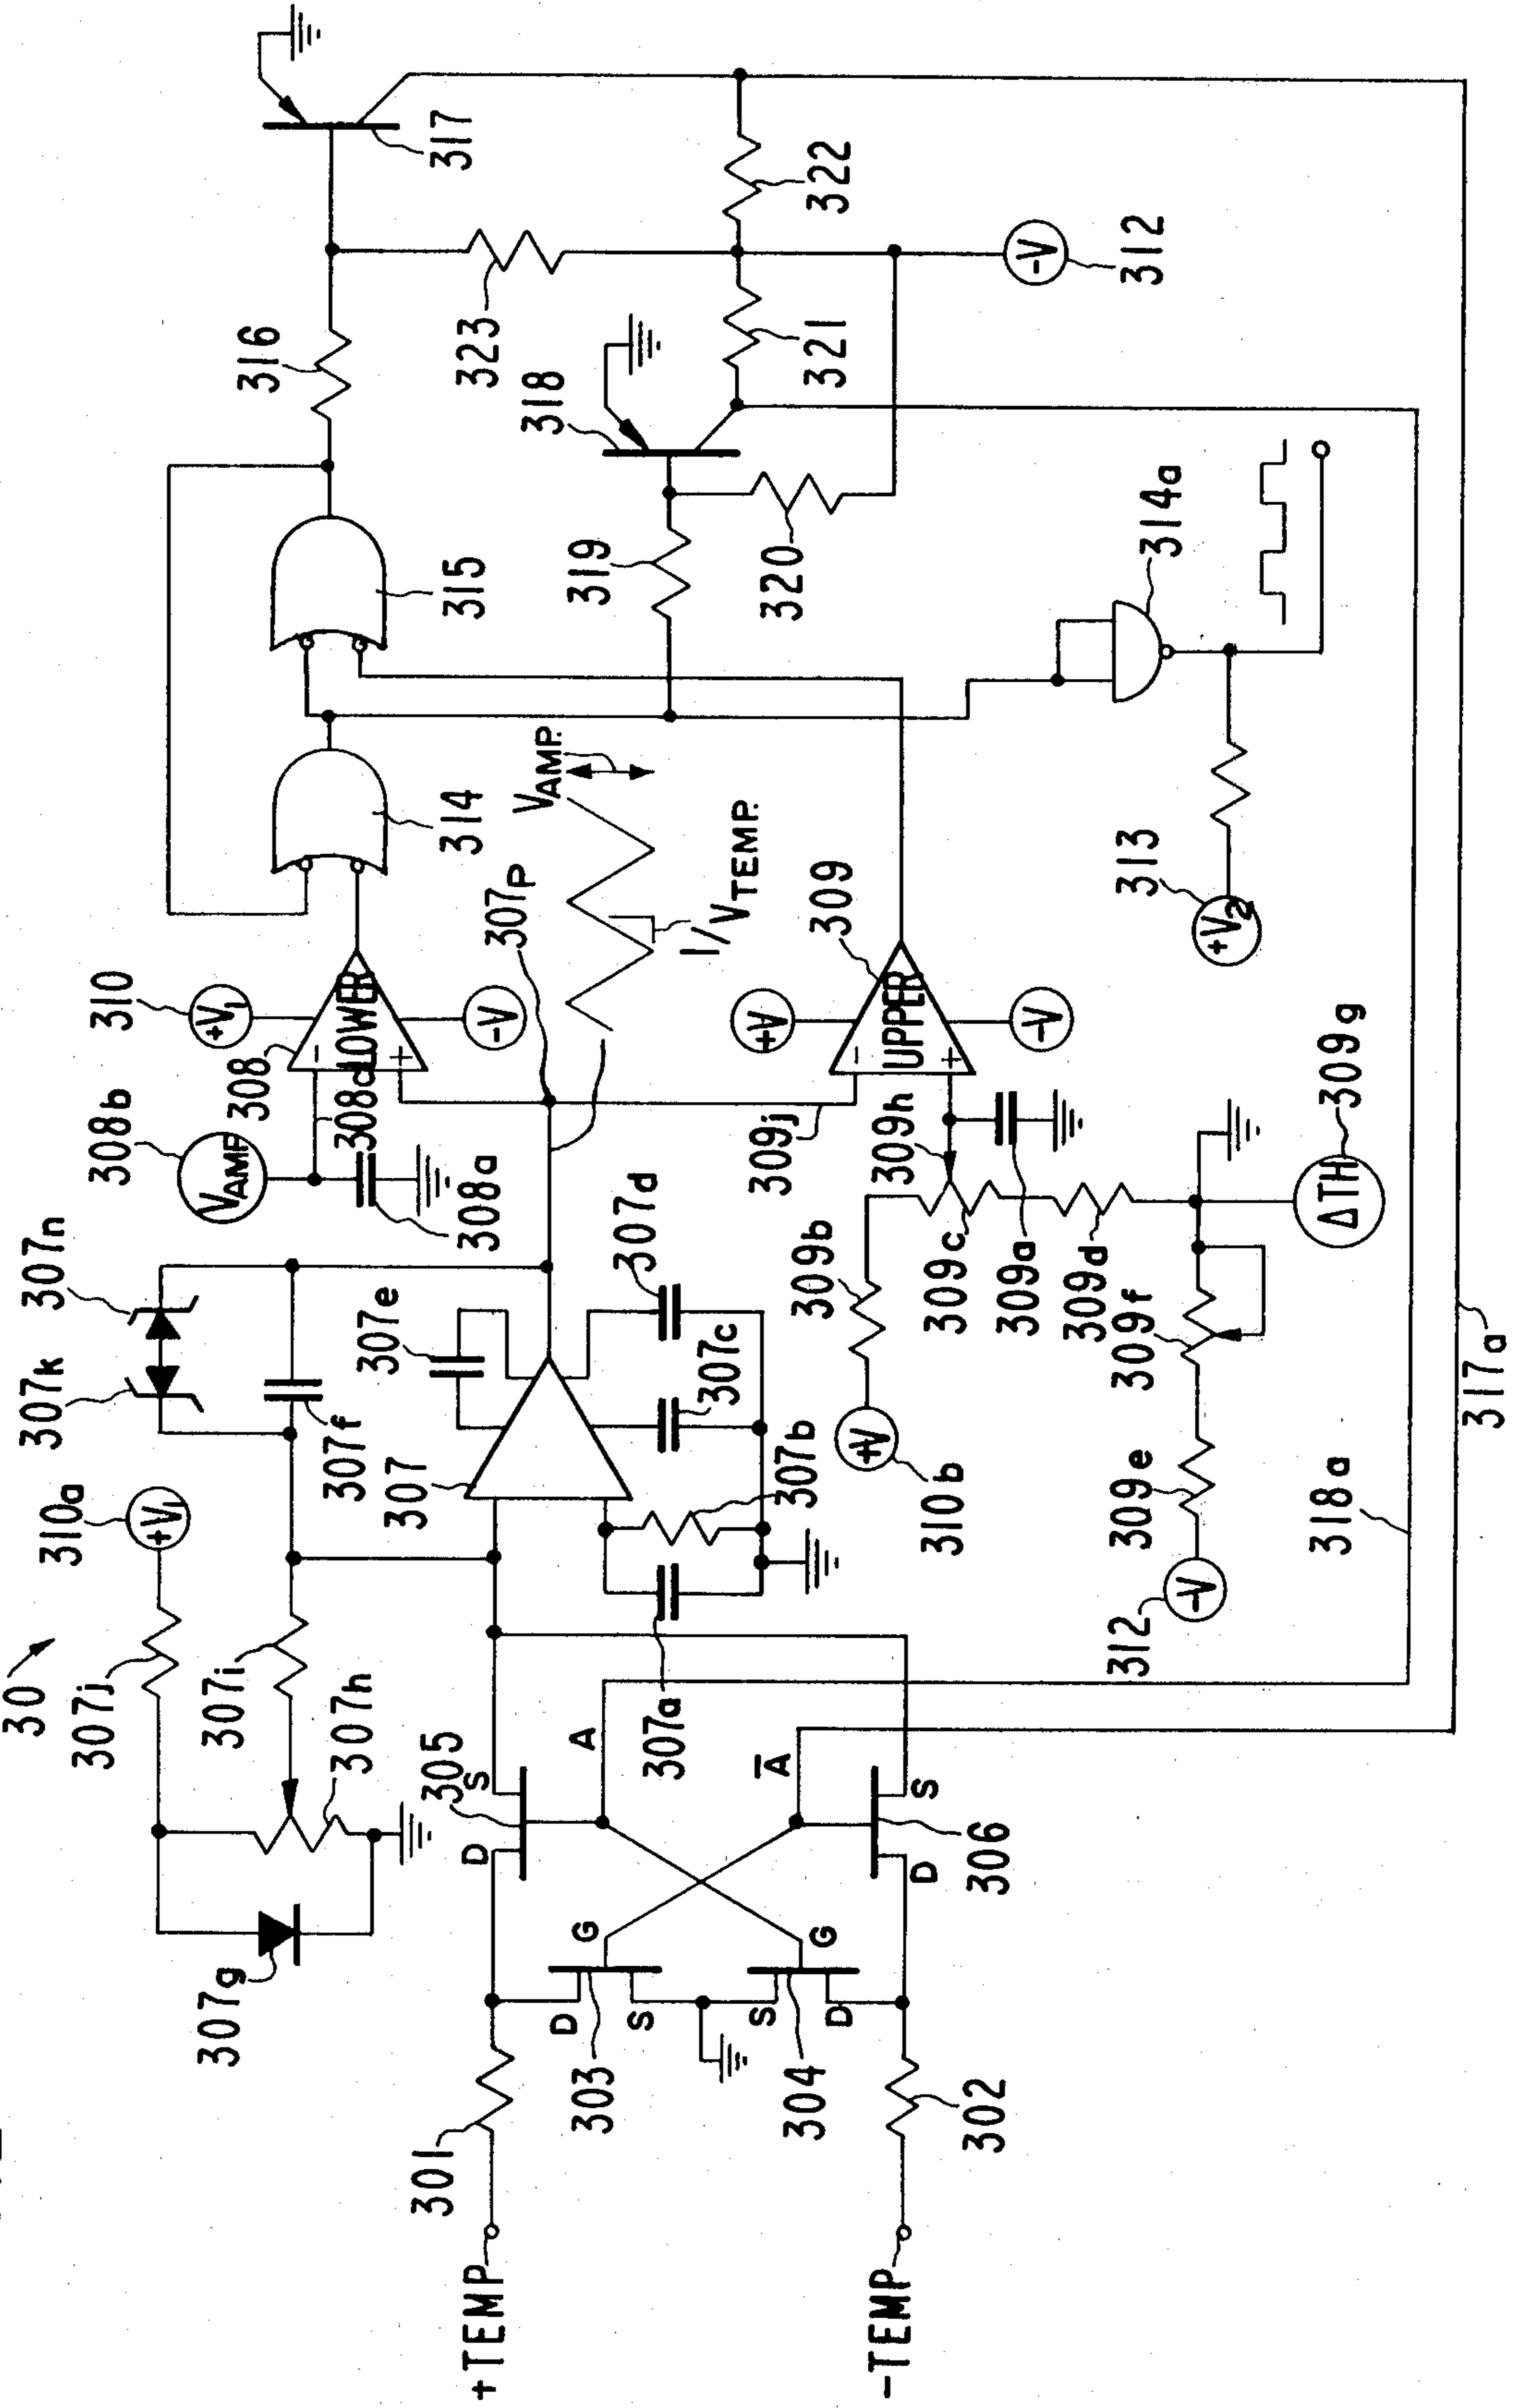 30
310a
+V1
307j
307i
307h
307g
307k
307n
307f
307e
307
307d
307c
307b
307a
308b
VAMP
308
308c
308a
310
+V1
LOWER
-
+
-V
307p
VAMP.
1/VTEMP.
314
315
316
317
323
322
318
319
320
321
-V
312
314a
313
+V2
309
+V
UPPER
-
+
-V
309j
309h
309b
309c
309a
309d
309f
309e
+V
310b
ΔTH
309g
-V
312
318a
317a
+TEMP
301
305
D
S
A
303
D
G
S
304
S
G
D
A̅
306
D
S
302
-TEMP